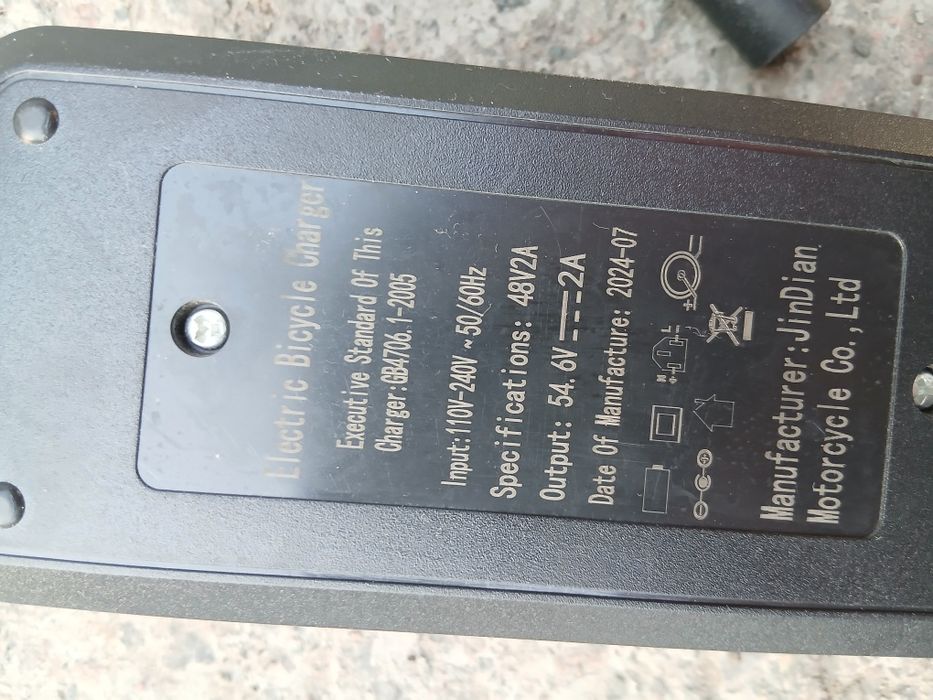 Llectric Bicycle Charger
Executive Standard Of This
Charger:GB4706.1-2005
Input:110V-240V ~50/60Hz
Specifications: 48V2A
Output: 54.6V⎓2A
Date Of Manufacture: 2024-07
Manufacturer:JinDian
Motorcycle Co.,Ltd